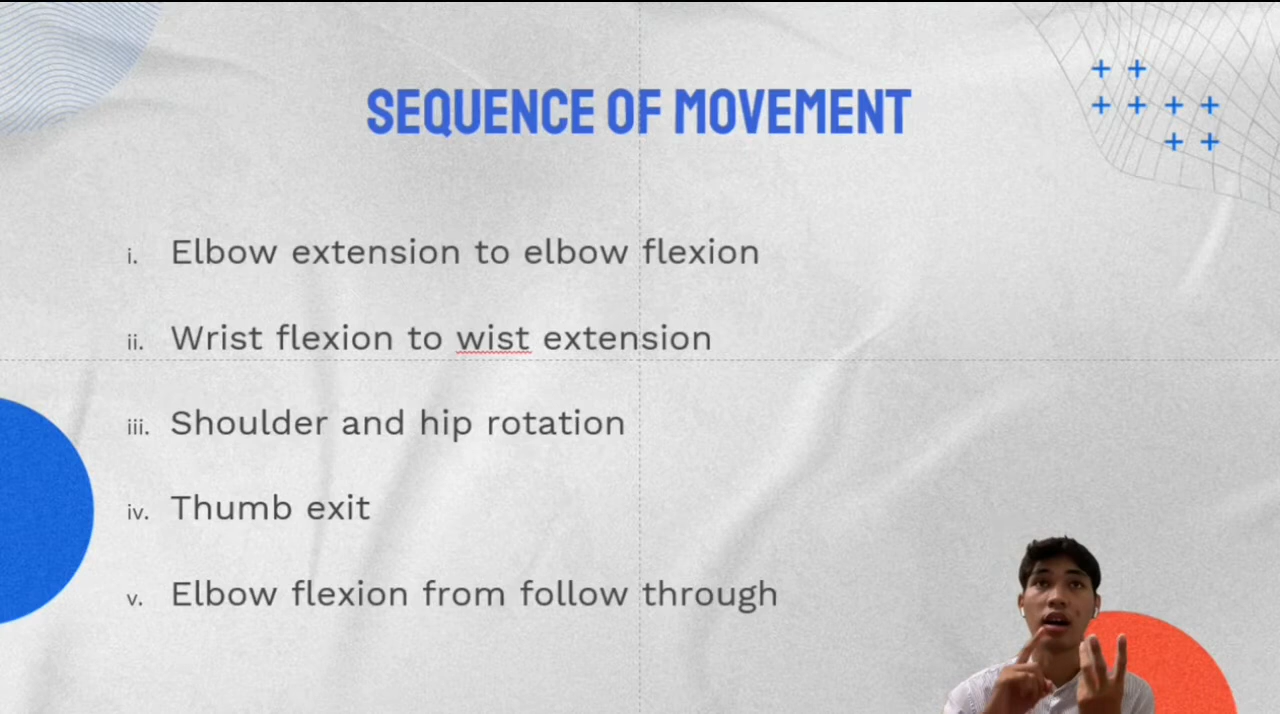 SEQUENCE OF MOVEMENT
i. Elbow extension to elbow flexion
ii. Wrist flexion to wist extension
iii. Shoulder and hip rotation
iv. Thumb exit
v. Elbow flexion from follow through